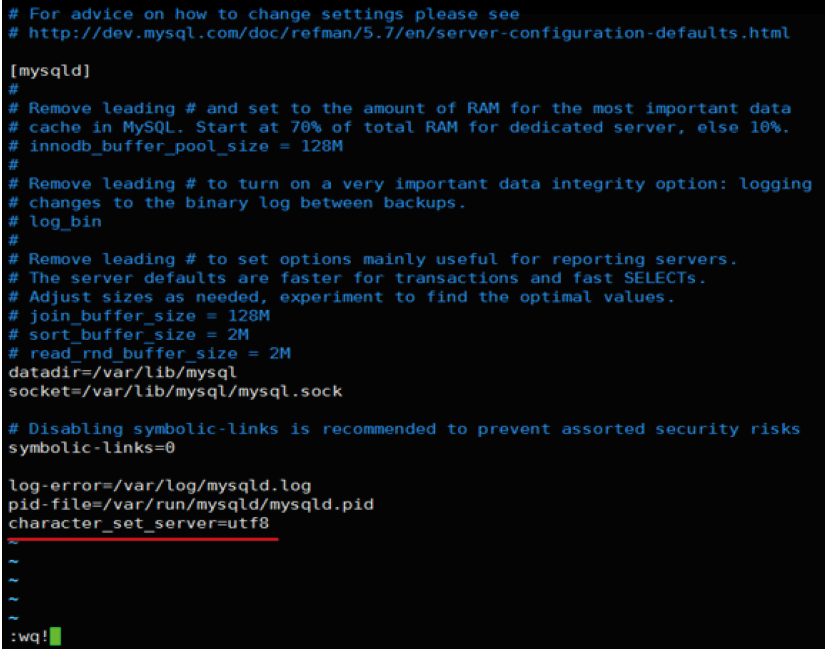 # For advice on how to change settings please see
# http://dev.mysql.com/doc/refman/5.7/en/server-configuration-defaults.html
[mysqld]
#
# Remove leading # and set to the amount of RAM for the most important data
# cache in MySQL. Start at 70% of total RAM for dedicated server, else 10%.
# innodb_buffer_pool_size = 128M
#
# Remove leading # to turn on a very important data integrity option: logging
# changes to the binary log between backups.
# log_bin
#
# Remove leading # to set options mainly useful for reporting servers.
# The server defaults are faster for transactions and fast SELECTs.
# Adjust sizes as needed, experiment to find the optimal values.
# join_buffer_size = 128M
# sort_buffer_size = 2M
# read_rnd_buffer_size = 2M
datadir=/var/lib/mysql
socket=/var/lib/mysql/mysql.sock
# Disabling symbolic-links is recommended to prevent assorted security risks
symbolic-links=0
log-error=/var/log/mysqld.log
pid-file=/var/run/mysqld/mysqld.pid
character_set_server=utf8
~
~
~
~
~
:wq!